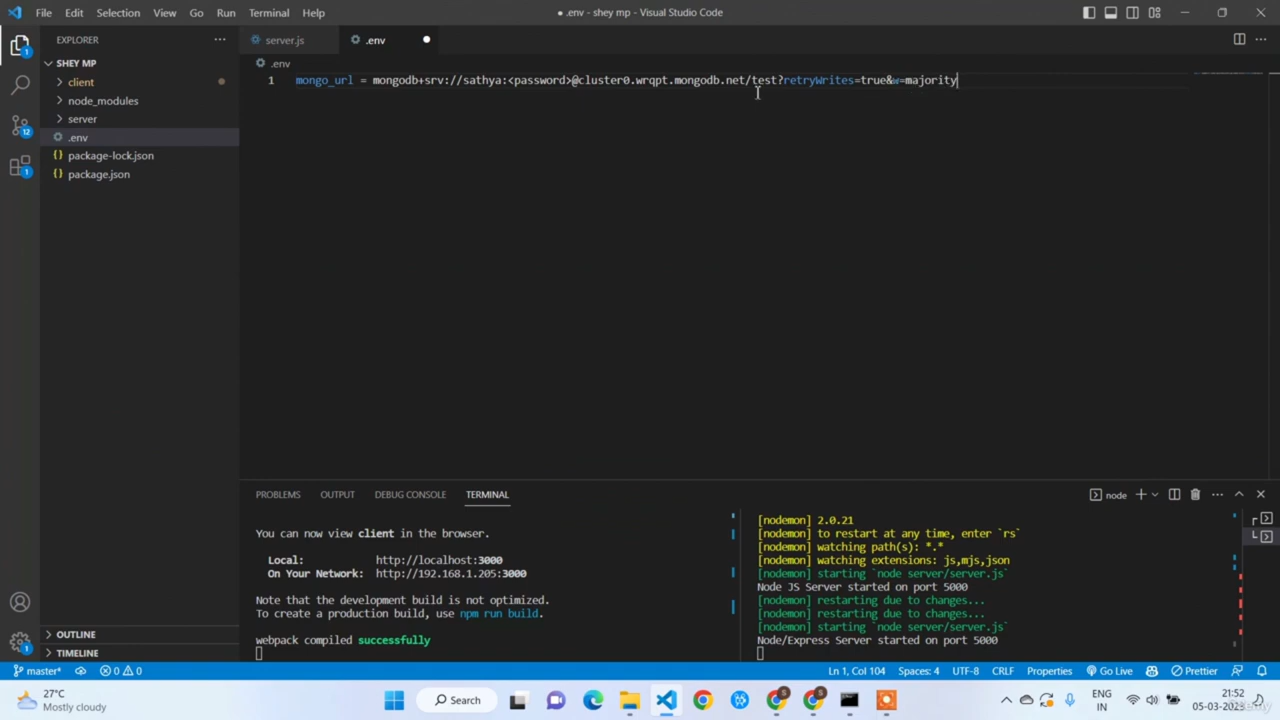 File Edit Selection View Go Run Terminal Help
● .env - shey mp - Visual Studio Code
EXPLORER
SHEY MP
client
node_modules
server
.env
package-lock.json
package.json
OUTLINE
TIMELINE
server.js
.env
.env
1 mongo_url = mongodb+srv://sathya:<password>@cluster0.wrqpt.mongodb.net/test?retryWrites=true&w=majority
PROBLEMS OUTPUT DEBUG CONSOLE TERMINAL
node
You can now view client in the browser.
Local: http://localhost:3000
On Your Network: http://192.168.1.205:3000
Note that the development build is not optimized.
To create a production build, use npm run build.
webpack compiled successfully
[nodemon] 2.0.21
[nodemon] to restart at any time, enter `rs`
[nodemon] watching path(s): *.*
[nodemon] watching extensions: js,mjs,json
[nodemon] starting `node server/server.js`
Node JS Server started on port 5000
[nodemon] restarting due to changes...
[nodemon] restarting due to changes...
[nodemon] starting `node server/server.js`
Node/Express Server started on port 5000
1
12
1
1
master* 0 0
Ln 1, Col 104 Spaces: 4 UTF-8 CRLF Properties Go Live Prettier
27°C
Mostly cloudy
Search
ENG
IN
21:52
05-03-2023